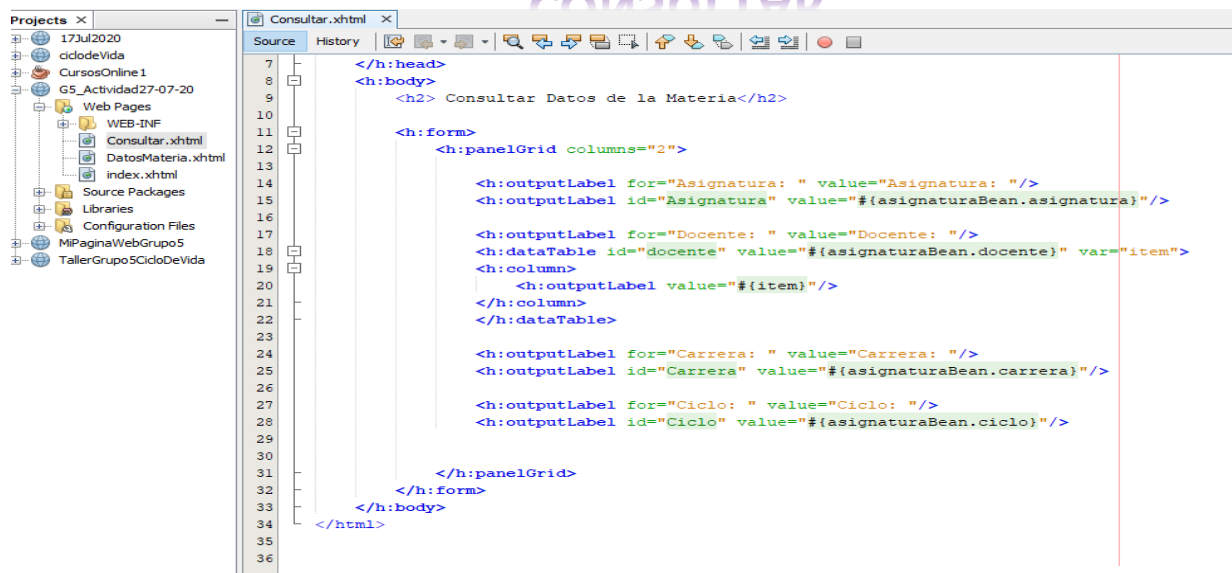 Projects
17Jul2020
ciclodeVida
CursosOnline1
G5_Actividad27-07-20
Web Pages
WEB-INF
Consultar.xhtml
DatosMateria.xhtml
index.xhtml
Source Packages
Libraries
Configuration Files
MiPaginaWebGrupo5
TallerGrupo5CicloDeVida
Consultar.xhtml
Source History
7 </h:head>
8 <h:body>
9 <h2> Consultar Datos de la Materia</h2>
10
11 <h:form>
12 <h:panelGrid columns="2">
13
14 <h:outputLabel for="Asignatura: " value="Asignatura: "/>
15 <h:outputLabel id="Asignatura" value="#{asignaturaBean.asignatura}"/>
16
17 <h:outputLabel for="Docente: " value="Docente: "/>
18 <h:dataTable id="docente" value="#{asignaturaBean.docente}" var="item">
19 <h:column>
20 <h:outputLabel value="#{item}"/>
21 </h:column>
22 </h:dataTable>
23
24 <h:outputLabel for="Carrera: " value="Carrera: "/>
25 <h:outputLabel id="Carrera" value="#{asignaturaBean.carrera}"/>
26
27 <h:outputLabel for="Ciclo: " value="Ciclo: "/>
28 <h:outputLabel id="Ciclo" value="#{asignaturaBean.ciclo}"/>
29
30
31 </h:panelGrid>
32 </h:form>
33 </h:body>
34 </html>
35
36